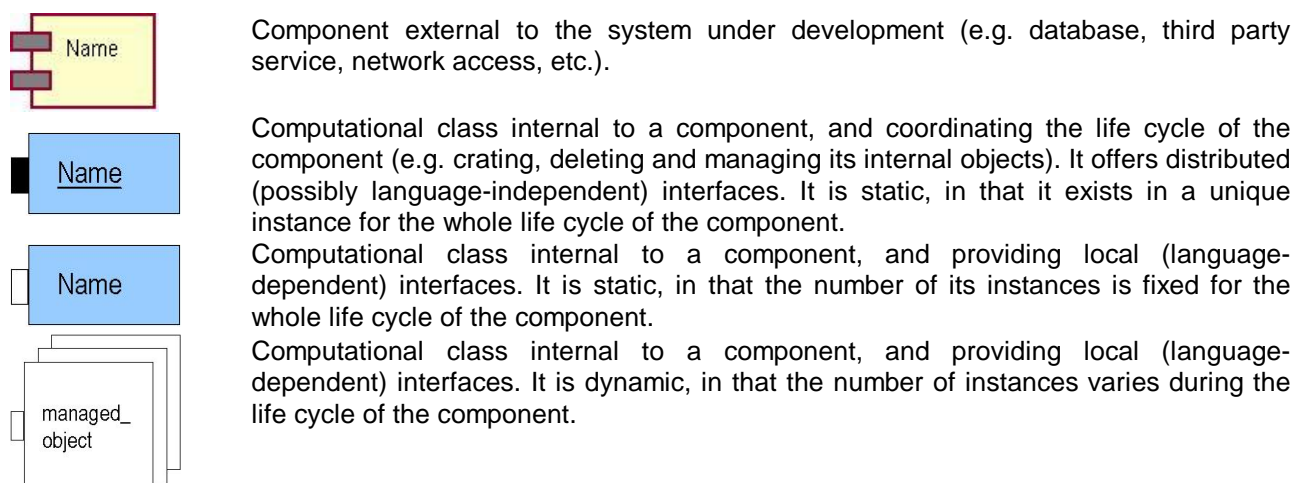 Name
Component external to the system under development (e.g. database, third party
service, network access, etc.).
Name
Computational class internal to a component, and coordinating the life cycle of the
component (e.g. crating, deleting and managing its internal objects). It offers distributed
(possibly language-independent) interfaces. It is static, in that it exists in a unique
instance for the whole life cycle of the component.
Name
Computational class internal to a component, and providing local (language-
dependent) interfaces. It is static, in that the number of its instances is fixed for the
whole life cycle of the component.
managed_
object
Computational class internal to a component, and providing local (language-
dependent) interfaces. It is dynamic, in that the number of instances varies during the
life cycle of the component.